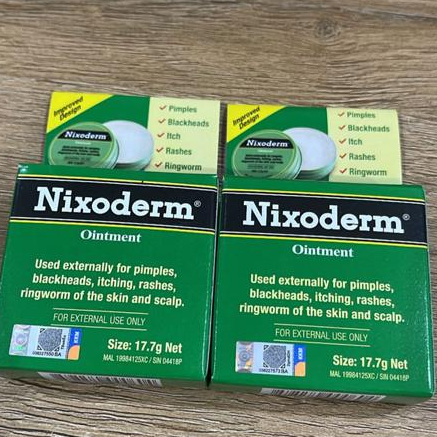 Improved
Design
✓ Pimples
✓ Blackheads
✓ Itch
✓ Rashes
✓ Ringworm
Nixoderm
Nixoderm®
Ointment
Used externally for pimples,
blackheads, itching, rashes,
ringworm of the skin and scalp.
FOR EXTERNAL USE ONLY
Size: 17.7g Net
MAL 19984125XC / SIN 04418P
Improved
Design
✓ Pimples
✓ Blackheads
✓ Itch
✓ Rashes
✓ Ringworm
Nixoderm
Nixoderm®
Ointment
Used externally for pimples,
blackheads, itching, rashes,
ringworm of the skin and scalp.
FOR EXTERNAL USE ONLY
Size: 17.7g Net
MAL 19984125XC / SIN 04418P